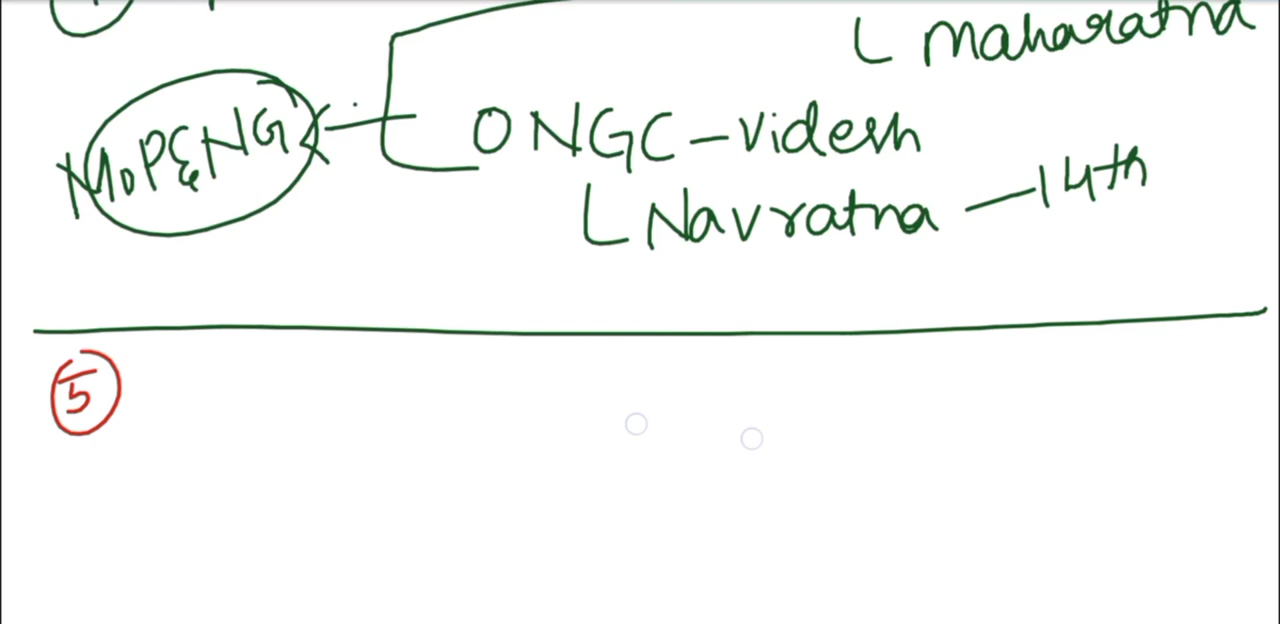 L Maharatna
MoP&NG
ONGC-Videsh
L Navratna - 14th
5